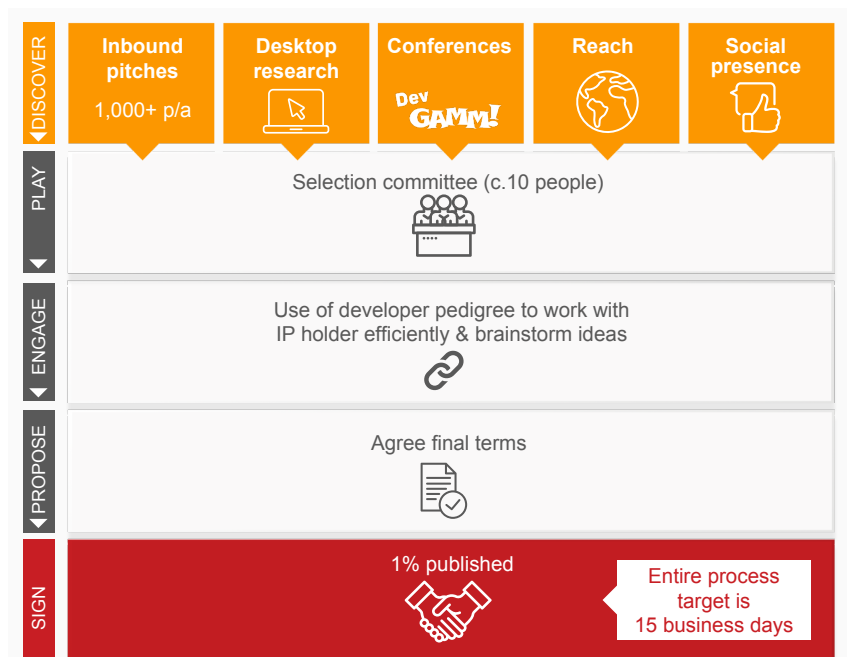 DISCOVER
Inbound
pitches
1,000+ p/a
Desktop
research
Conferences
Dev
GAMM!
Reach
Social
presence
PLAY
Selection committee (c.10 people)
ENGAGE
Use of developer pedigree to work with
IP holder efficiently & brainstorm ideas
PROPOSE
Agree final terms
SIGN
1% published
Entire process
target is
15 business days